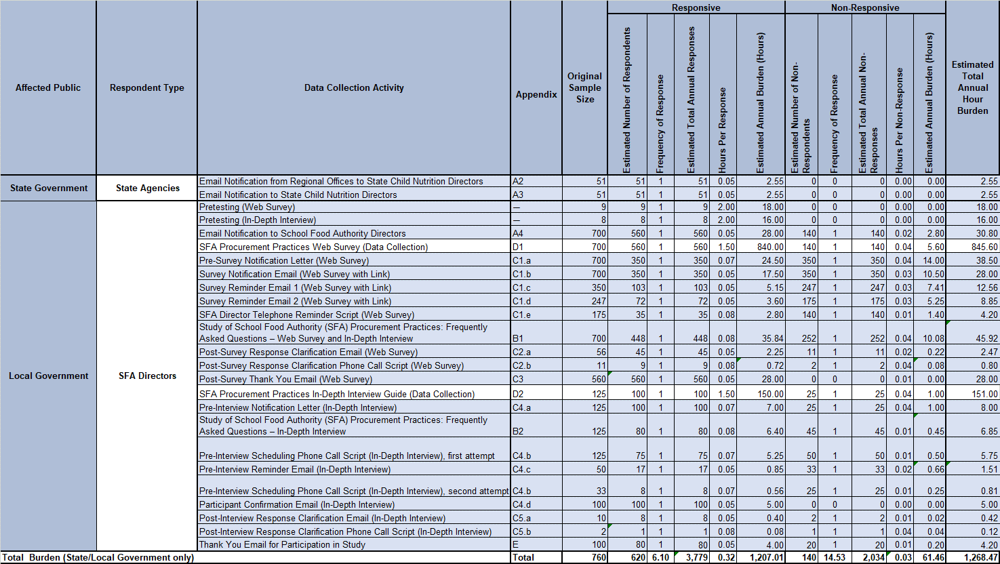 Responsive Non-Responsive
Affected Public Respondent Type Data Collection Activity Appendix Original Sample Size Estimated Number of Respondents Frequency of Response Estimated Total Annual Responses Hours Per Response Estimated Annual Burden (Hours) Estimated Number of Non-Respondents Frequency of Response Estimated Total Annual Non-Responses Hours Per Non-Response Estimated Annual Burden (Hours) Estimated Total Annual Hour Burden
State Government State Agencies
Email Notification from Regional Offices to State Child Nutrition Directors A2 51 51 1 51 0.05 2.55 0 0 0 0.00 0.00 2.55
Email Notification to State Child Nutrition Directors A3 51 51 1 51 0.05 2.55 0 0 0 0.00 0.00 2.55
Local Government SFA Directors
Pretesting (Web Survey) — 9 9 1 9 2.00 18.00 0 0 0 0.00 0.00 18.00
Pretesting (In-Depth Interview) — 8 8 1 8 2.00 16.00 0 0 0 0.00 0.00 16.00
Email Notification to School Food Authority Directors A4 700 560 1 560 0.05 28.00 140 1 140 0.02 2.80 30.80
SFA Procurement Practices Web Survey (Data Collection) D1 700 560 1 560 1.50 840.00 140 1 140 0.04 5.60 845.60
Pre-Survey Notification Letter (Web Survey) C1.a 700 350 1 350 0.07 24.50 350 1 350 0.04 14.00 38.50
Survey Notification Email (Web Survey with Link) C1.b 700 350 1 350 0.05 17.50 350 1 350 0.03 10.50 28.00
Survey Reminder Email 1 (Web Survey with Link) C1.c 350 103 1 103 0.05 5.15 247 1 247 0.03 7.41 12.56
Survey Reminder Email 2 (Web Survey with Link) C1.d 247 72 1 72 0.05 3.60 175 1 175 0.03 5.25 8.85
SFA Director Telephone Reminder Script (Web Survey) C1.e 175 35 1 35 0.08 2.80 140 1 140 0.01 1.40 4.20
Study of School Food Authority (SFA) Procurement Practices: Frequently
Asked Questions – Web Survey and In-Depth Interview B1 700 448 1 448 0.08 35.84 252 1 252 0.04 10.08 45.92
Post-Survey Response Clarification Email (Web Survey) C2.a 56 45 1 45 0.05 2.25 11 1 11 0.02 0.22 2.47
Post-Survey Response Clarification Phone Call Script (Web Survey) C2.b 11 9 1 9 0.08 0.72 2 1 2 0.04 0.08 0.80
Post-Survey Thank You Email (Web Survey) C3 560 560 1 560 0.05 28.00 0 0 0 0.01 0.00 28.00
SFA Procurement Practices In-Depth Interview Guide (Data Collection) D2 125 100 1 100 1.50 150.00 25 1 25 0.04 1.00 151.00
Pre-Interview Notification Letter (In-Depth Interview) C4.a 125 100 1 100 0.07 7.00 25 1 25 0.04 1.00 8.00
Study of School Food Authority (SFA) Procurement Practices: Frequently
Asked Questions – In-Depth Interview B2 125 80 1 80 0.08 6.40 45 1 45 0.01 0.45 6.85
Pre-Interview Scheduling Phone Call Script (In-Depth Interview), first attempt C4.b 125 75 1 75 0.07 5.25 50 1 50 0.01 0.50 5.75
Pre-Interview Reminder Email (In-Depth Interview) C4.c 50 17 1 17 0.05 0.85 33 1 33 0.02 0.66 1.51
Pre-Interview Scheduling Phone Call Script (In-Depth Interview), second attempt C4.b 33 8 1 8 0.07 0.56 25 1 25 0.01 0.25 0.81
Participant Confirmation Email (In-Depth Interview) C4.d 100 100 1 100 0.05 5.00 0 0 0 0.00 0.00 5.00
Post-Interview Response Clarification Email (In-Depth Interview) C5.a 10 8 1 8 0.05 0.40 2 1 2 0.01 0.02 0.42
Post-Interview Response Clarification Phone Call Script (In-Depth Interview) C5.b 2 1 1 1 0.08 0.08 1 1 1 0.04 0.04 0.12
Thank You Email for Participation in Study E 100 80 1 80 0.05 4.00 20 1 20 0.01 0.20 4.20
Total Burden (State/Local Government only) Total 760 620 6.10 3,779 0.32 1,207.01 140 14.53 2,034 0.03 61.46 1,268.47